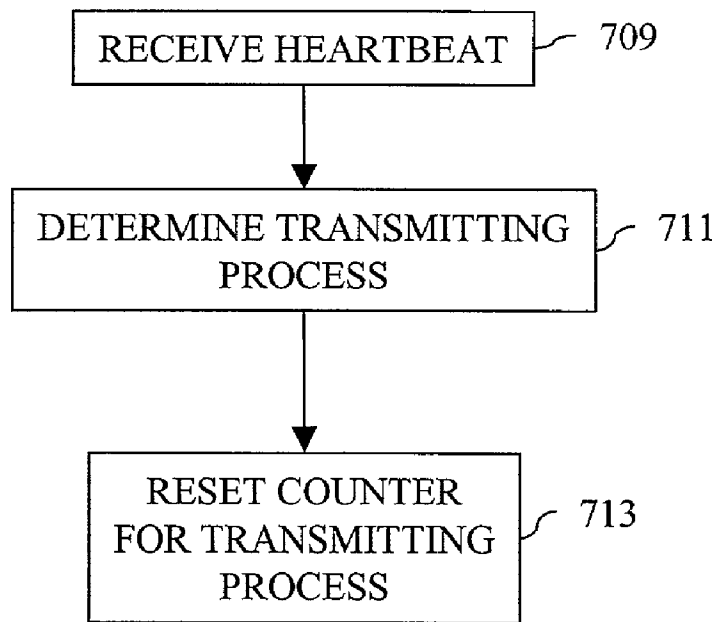 RECEIVE HEARTBEAT
709
DETERMINE TRANSMITTING
PROCESS
711
RESET COUNTER
FOR TRANSMITTING
PROCESS
713